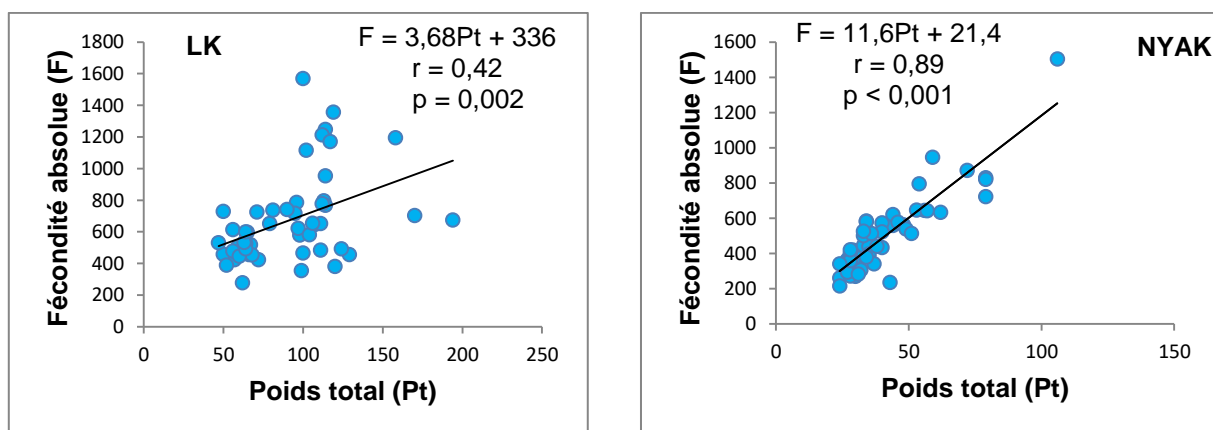 LK
F = 3,68Pt + 336
r = 0,42
p = 0,002
Fécondité absolue (F)
1800
1600
1400
1200
1000
800
600
400
200
0
0 50 100 150 200 250
Poids total (Pt)
F = 11,6Pt + 21,4
r = 0,89
p < 0,001
NYAK
Fécondité absolue (F)
1600
1400
1200
1000
800
600
400
200
0
0 50 100 150
Poids total (Pt)